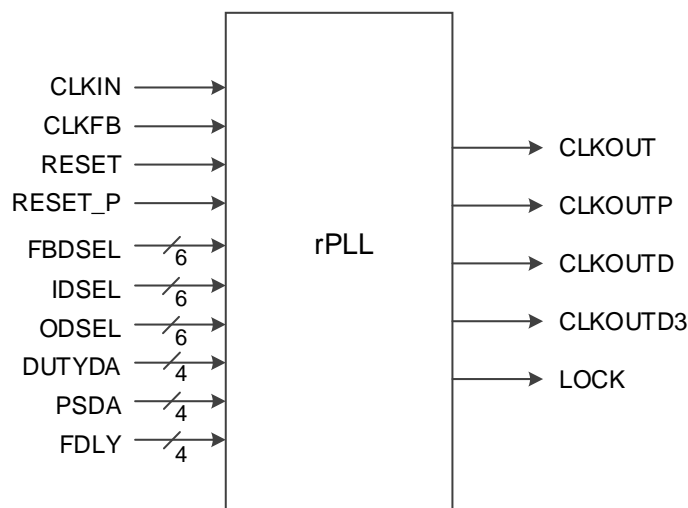 CLKIN
CLKFB
RESET
RESET_P
FBDSEL 6
IDSEL 6
ODSEL 6
DUTYDA 4
PSDA 4
FDLY 4
rPLL
CLKOUT
CLKOUTP
CLKOUTD
CLKOUTD3
LOCK